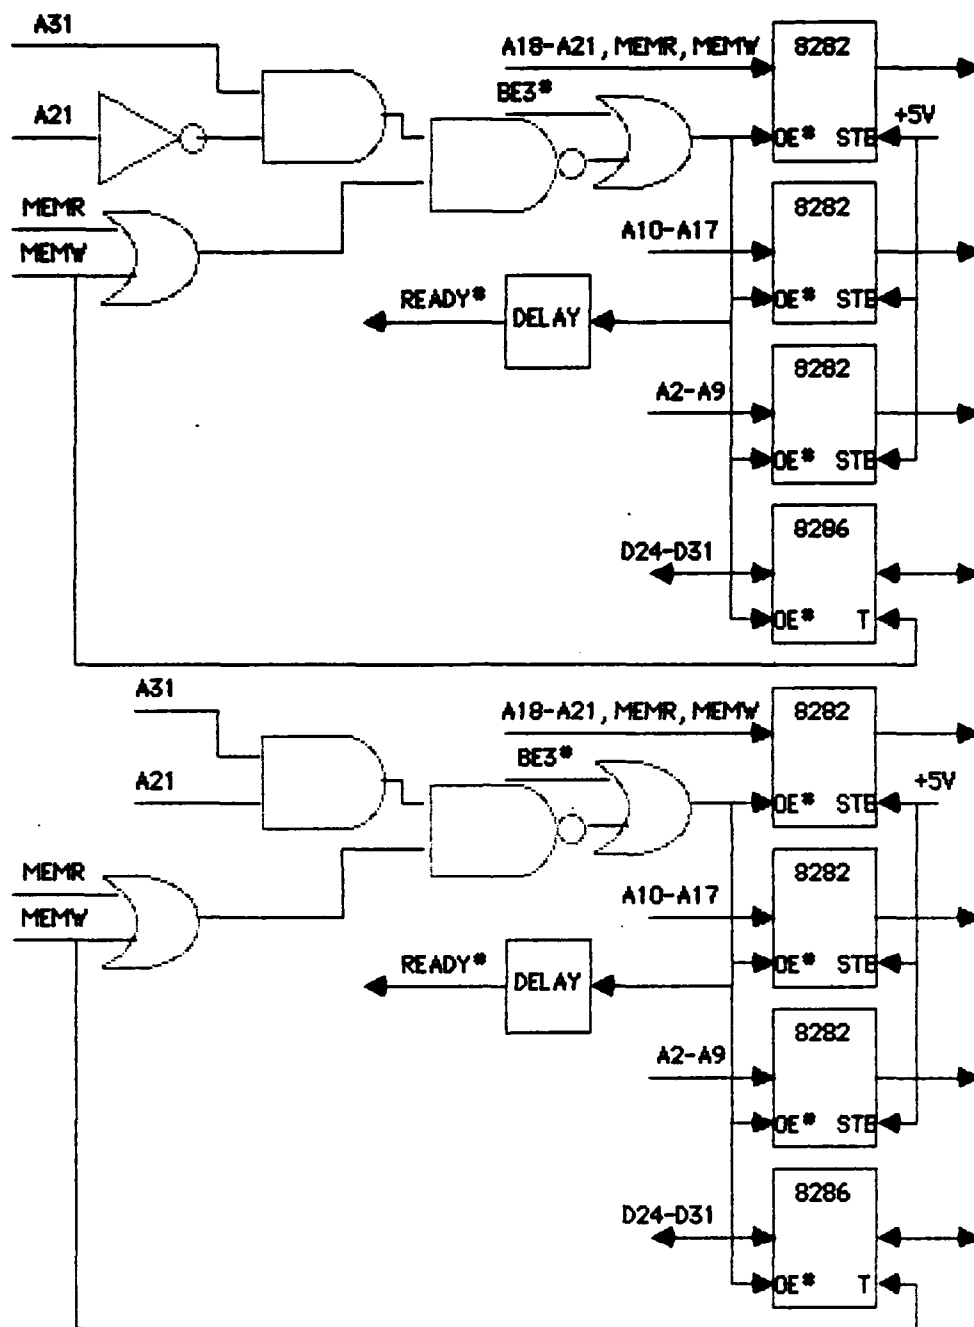 A31
A18-A21, MEMR, MEMW
8282
BE3*
+5V
A21
OE* STB
MEMR
8282
A10-A17
MEMW
READY*
DELAY
OE* STB
8282
A2-A9
OE* STB
8286
D24-D31
OE* T
A31
A18-A21, MEMR, MEMW
8282
BE3*
+5V
A21
OE* STB
MEMR
8282
A10-A17
MEMW
READY*
DELAY
OE* STB
8282
A2-A9
OE* STB
8286
D24-D31
OE* T